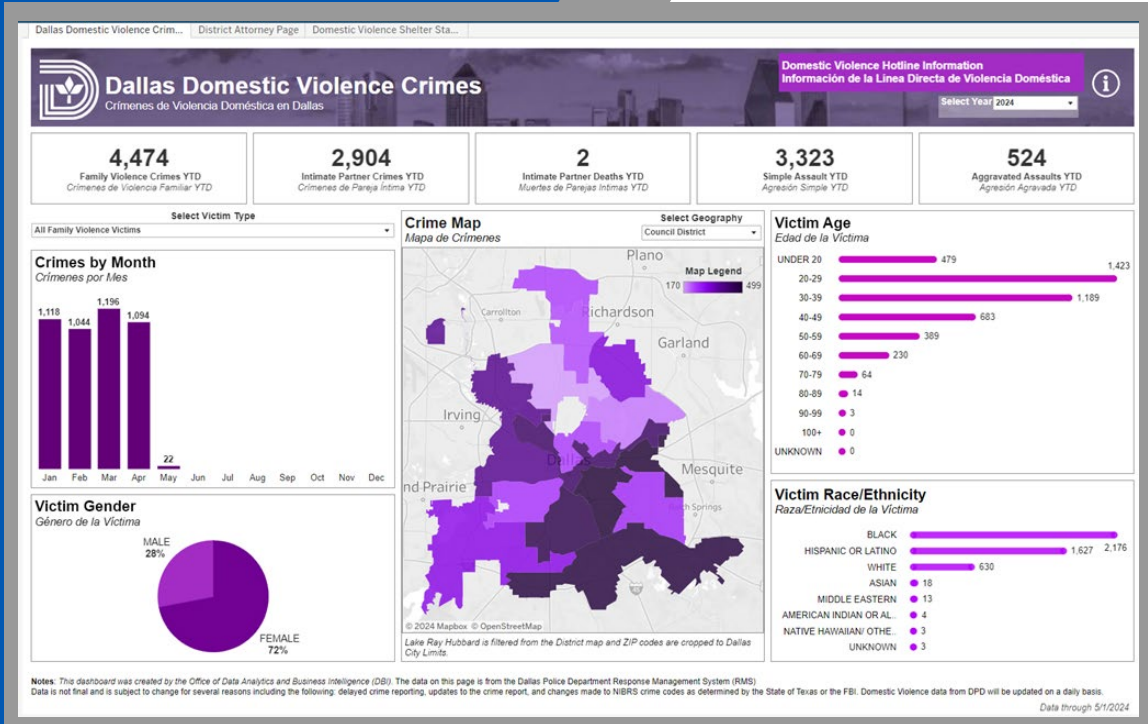 Dallas Domestic Violence Crim...
District Attorney Page
Domestic Violence Shelter Sta...
Dallas Domestic Violence Crimes
Crímenes de Violencia Doméstica en Dallas
Domestic Violence Hotline Information
Información de la Linea Directa de Violencia Doméstica
Select Year 2024
4,474
Family Violence Crimes YTD
Crímenes de Violencia Familiar YTD
2,904
Intimate Partner Crimes YTD
Crímenes de Pareja Íntima YTD
2
Intimate Partner Deaths YTD
Muertes de Parejas Intimas YTD
3,323
Simple Assault YTD
Agresión Simple YTD
524
Aggravated Assaults YTD
Agresión Agravada YTD
Select Victim Type
All Family Violence Victims
Crimes by Month
Crímenes por Mes
1,118
1,044
1,196
1,094
22
Jan Feb Mar Apr May Jun Jul Aug Sep Oct Nov Dec
Victim Gender
Género de la Víctima
MALE
28%
FEMALE
72%
Crime Map
Mapa de Crímenes
Select Geography
Council District
Plano
Map Legend
170 499
Carrollton
Richardson
Garland
Irving
Dallas
Mesquite
nd Prairie
ch Springs
© 2024 Mapbox © OpenStreetMap
Lake Ray Hubbard is filtered from the District map and ZIP codes are cropped to Dallas
City Limits.
Victim Age
Edad de la Víctima
UNDER 20 479
20-29 1,423
30-39 1,189
40-49 683
50-59 389
60-69 230
70-79 64
80-89 14
90-99 3
100+ 0
UNKNOWN 0
Victim Race/Ethnicity
Raza/Etnicidad de la Víctima
BLACK 2,176
HISPANIC OR LATINO 1,627
WHITE 630
ASIAN 18
MIDDLE EASTERN 13
AMERICAN INDIAN OR AL.. 4
NATIVE HAWAIIAN/ OTHE.. 3
UNKNOWN 3
Notes: This dashboard was created by the Office of Data Analytics and Business Intelligence (DBI). The data on this page is from the Dallas Police Department Response Management System (RMS)
Data is not final and is subject to change for several reasons including the following: delayed crime reporting, updates to the crime report, and changes made to NIBRS crime codes as determined by the State of Texas or the FBI. Domestic Violence data from DPD will be updated on a daily basis.
Data through 5/1/2024